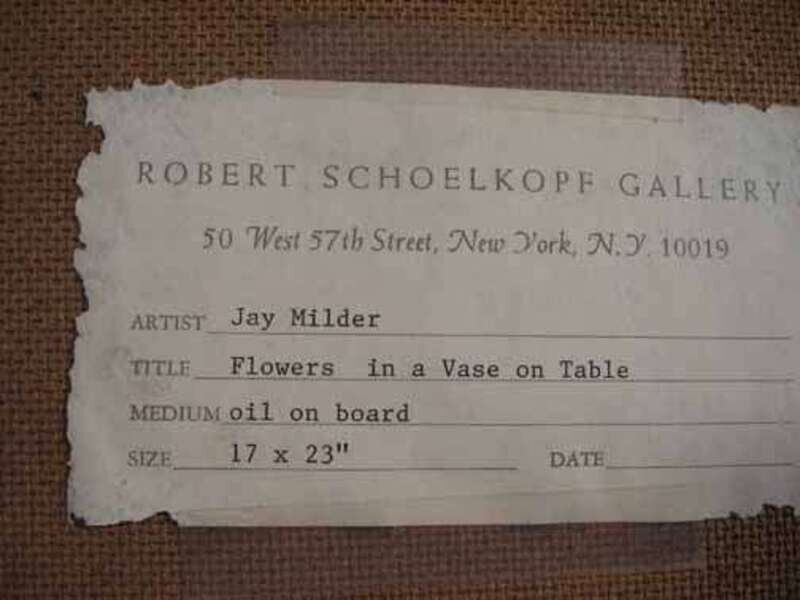 ROBERT SCHOELKOPF GALLERY
50 West 57th Street, New York, N.Y. 10019
ARTIST Jay Milder
TITLE Flowers in a Vase on Table
MEDIUM oil on board
SIZE 17 x 23" DATE